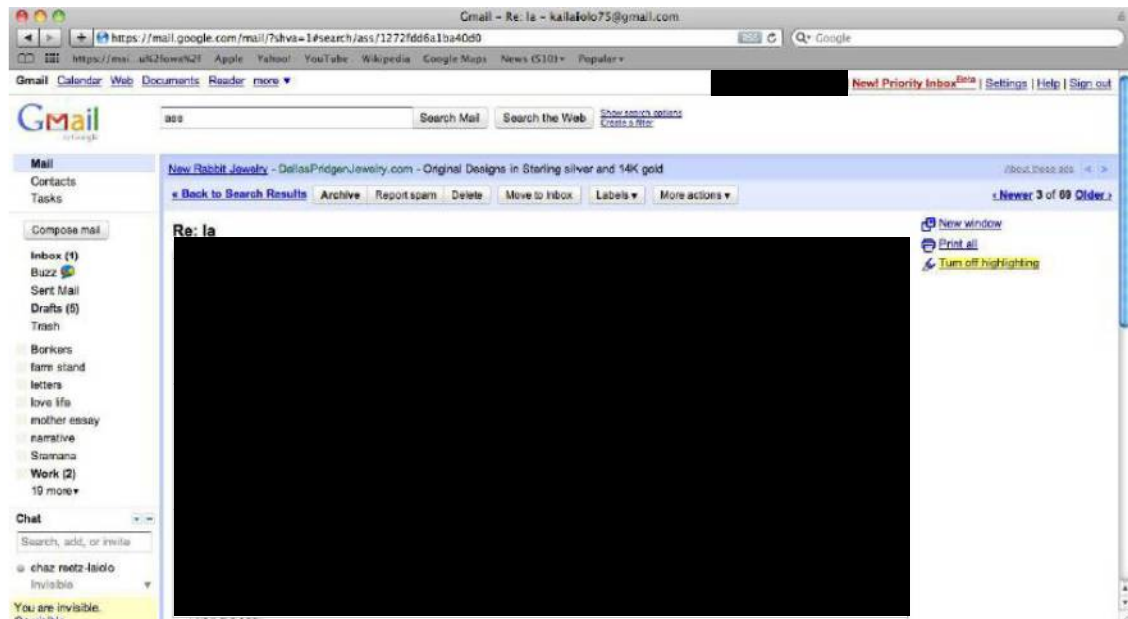 Gmail - Re: la - kailaiolo75@gmail.com
https://mail.google.com/mail/?shva=1#search/ass/1272fdd6a1ba40d0
Google
Apple Yahoo! YouTube Wikipedia Google Maps News (510) Popular
Gmail Calendar Web Documents Reader more ▼
New! Priority Inbox Beta | Settings | Help | Sign out
Gmail
by Google
ass
Search Mail
Search the Web
Show search options
Create a filter
Mail
Contacts
Tasks
New Rabbit Jewelry - DallasPridgenJewelry.com - Original Designs in Sterling silver and 14K gold
About these ads < >
« Back to Search Results Archive Report spam Delete Move to Inbox Labels ▼ More actions ▼
‹ Newer 3 of 69 Older ›
Compose mail
Inbox (1)
Buzz
Sent Mail
Drafts (5)
Trash
Bonkers
farm stand
letters
love life
mother essay
narrative
Sramana
Work (2)
19 more▼
Re: la
New window
Print all
Turn off highlighting
Chat
Search, add, or invite
chaz reetz-laiolo
Invisible
You are invisible.